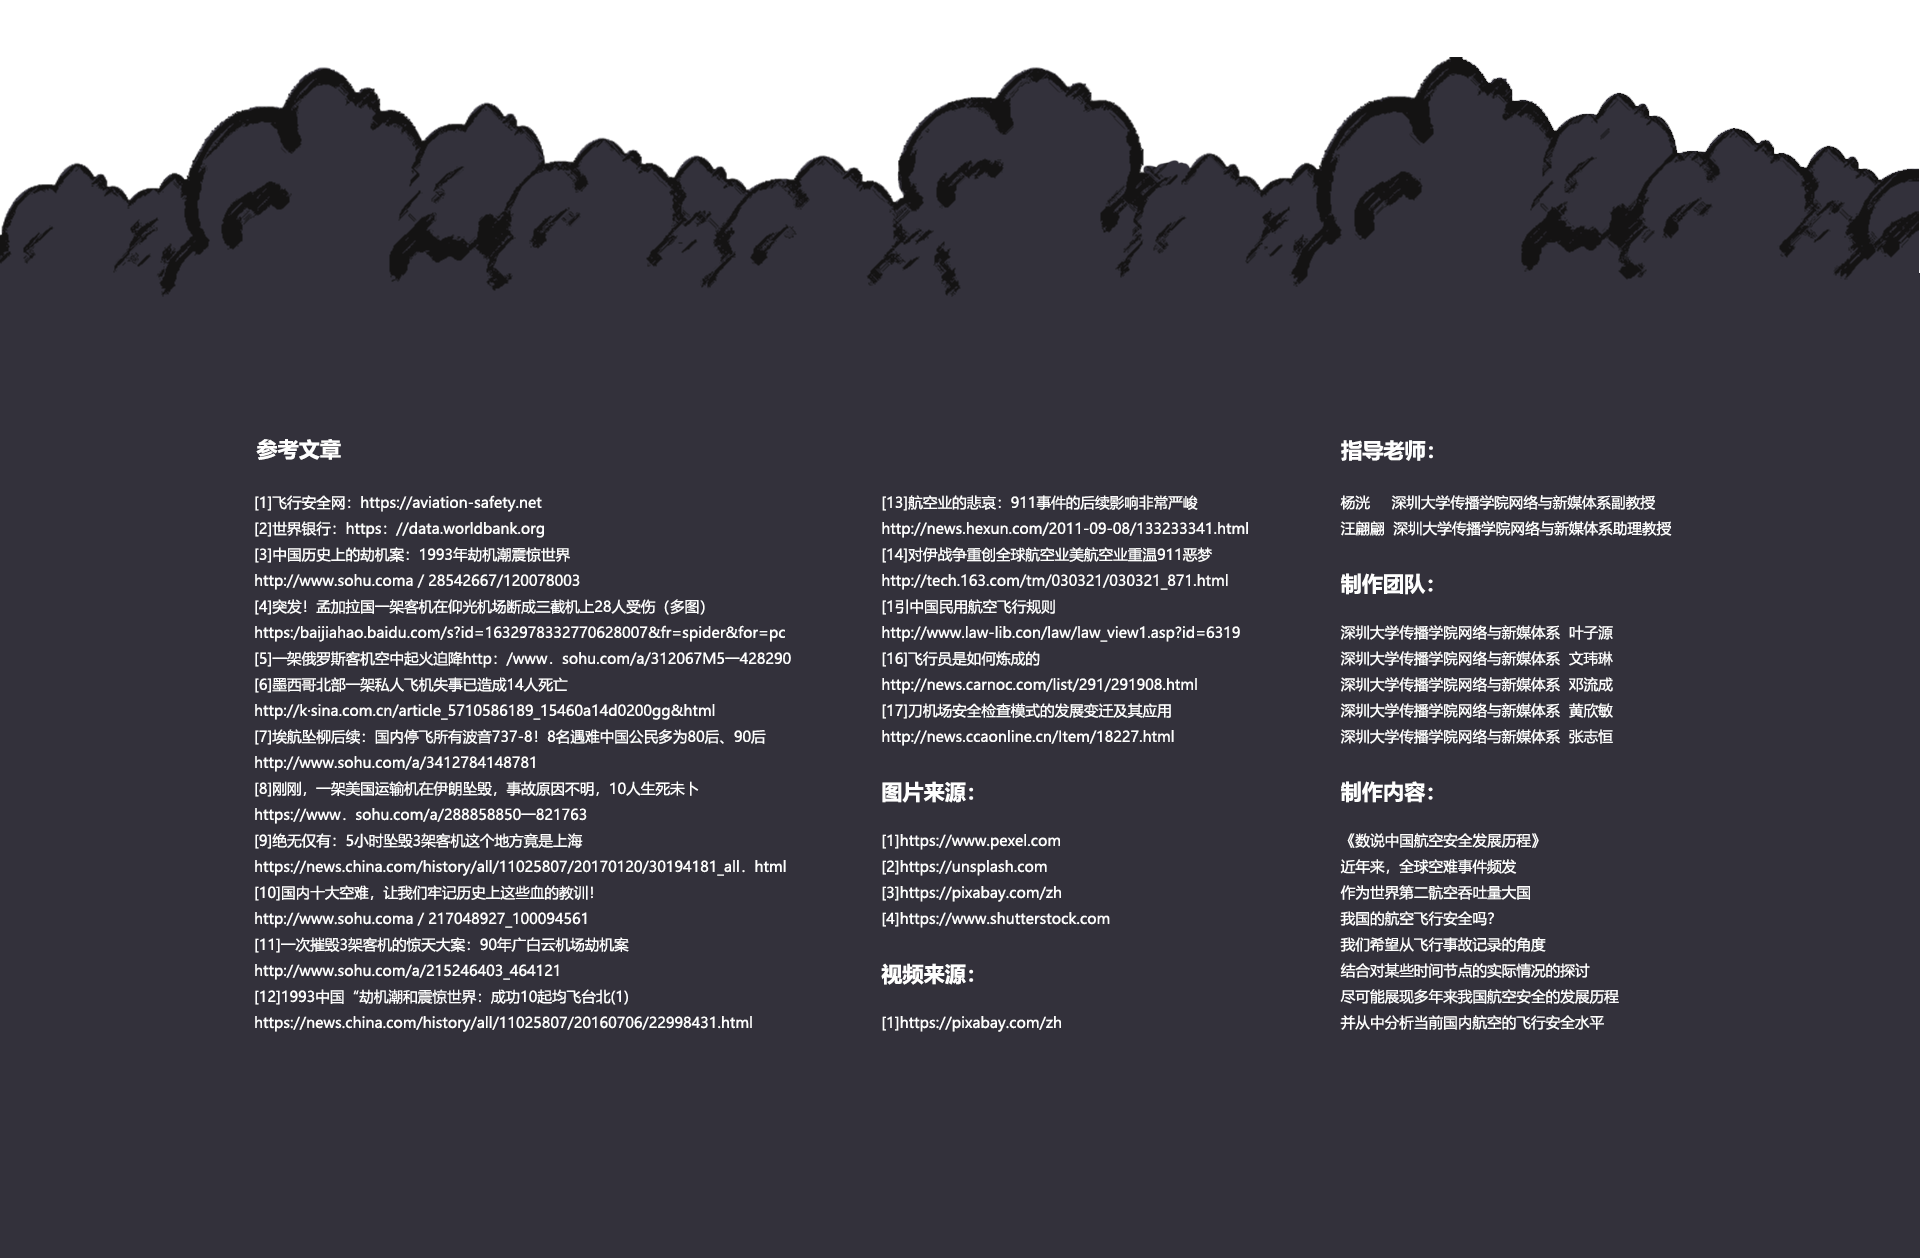 参考文章
[1]飞行安全网：https://aviation-safety.net
[2]世界银行：https：//data.worldbank.org
[3]中国历史上的劫机案：1993年劫机潮震惊世界
http://www.sohu.coma / 28542667/120078003
[4]突发！孟加拉国一架客机在仰光机场断成三截机上28人受伤（多图）
https:/baijiahao.baidu.com/s?id=1632978332770628007&fr=spider&for=pc
[5]一架俄罗斯客机空中起火迫降http：/www．sohu.com/a/312067M5—428290
[6]墨西哥北部一架私人飞机失事已造成14人死亡
http://k·sina.com.cn/article_5710586189_15460a14d0200gg&html
[7]埃航坠柳后续：国内停飞所有波音737-8！8名遇难中国公民多为80后、90后
http://www.sohu.com/a/3412784148781
[8]刚刚，一架美国运输机在伊朗坠毁，事故原因不明，10人生死未卜
https://www．sohu.com/a/288858850—821763
[9]绝无仅有：5小时坠毁3架客机这个地方竟是上海
https://news.china.com/history/all/11025807/20170120/30194181_all．html
[10]国内十大空难，让我们牢记历史上这些血的教训！
http://www.sohu.coma / 217048927_100094561
[11]一次摧毁3架客机的惊天大案：90年广白云机场劫机案
http://www.sohu.com/a/215246403_464121
[12]1993中国“劫机潮和震惊世界：成功10起均飞台北(1)
https://news.china.com/history/all/11025807/20160706/22998431.html
[13]航空业的悲哀：911事件的后续影响非常严峻
http://news.hexun.com/2011-09-08/133233341.html
[14]对伊战争重创全球航空业美航空业重温911恶梦
http://tech.163.com/tm/030321/030321_871.html
[1引中国民用航空飞行规则
http://www.law-lib.con/law/law_view1.asp?id=6319
[16]飞行员是如何炼成的
http://news.carnoc.com/list/291/291908.html
[17]刀机场安全检查模式的发展变迁及其应用
http://news.ccaonline.cn/Item/18227.html
图片来源：
[1]https://www.pexel.com
[2]https://unsplash.com
[3]https://pixabay.com/zh
[4]https://www.shutterstock.com
视频来源：
[1]https://pixabay.com/zh
指导老师：
杨洸 深圳大学传播学院网络与新媒体系副教授
汪翩翩 深圳大学传播学院网络与新媒体系助理教授
制作团队：
深圳大学传播学院网络与新媒体系 叶子源
深圳大学传播学院网络与新媒体系 文玮琳
深圳大学传播学院网络与新媒体系 邓流成
深圳大学传播学院网络与新媒体系 黄欣敏
深圳大学传播学院网络与新媒体系 张志恒
制作内容：
《数说中国航空安全发展历程》
近年来，全球空难事件频发
作为世界第二航空吞吐量大国
我国的航空飞行安全吗？
我们希望从飞行事故记录的角度
结合对某些时间节点的实际情况的探讨
尽可能展现多年来我国航空安全的发展历程
并从中分析当前国内航空的飞行安全水平